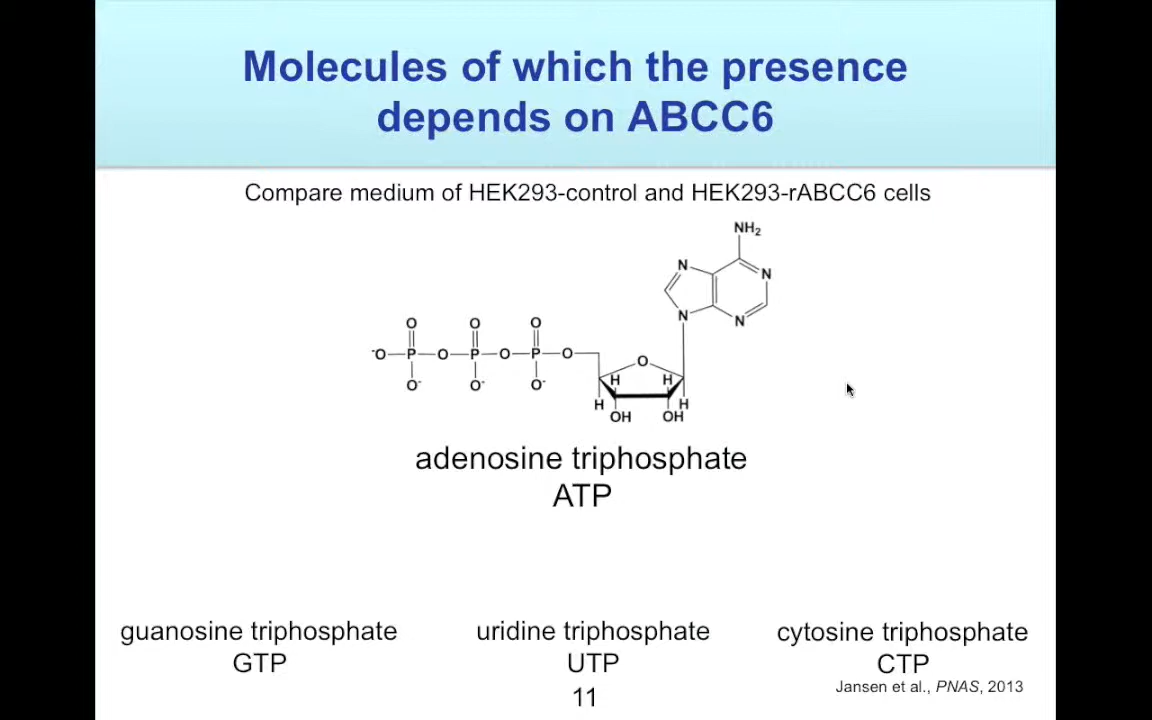 Molecules of which the presence
depends on ABCC6
Compare medium of HEK293-control and HEK293-rABCC6 cells
NH2
N
N
N
N
O
O
O
O
-O
P
O
P
O
P
O
H
H
O-
O-
O-
H
H
OH
OH
adenosine triphosphate
ATP
guanosine triphosphate
uridine triphosphate
cytosine triphosphate
GTP
UTP
CTP
Jansen et al., PNAS, 2013
11